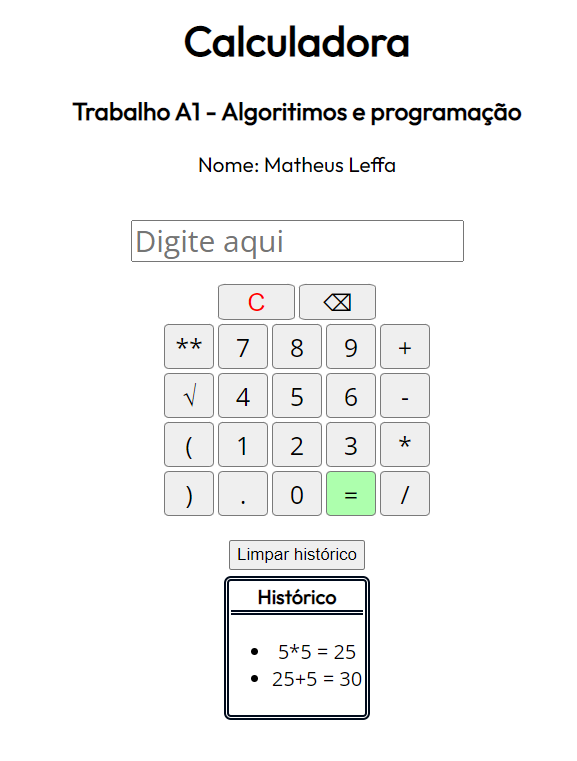 Calculadora
Trabalho A1 - Algoritimos e programação
Nome: Matheus Leffa
Digite aqui
C ⌫
** 7 8 9 +
√ 4 5 6 -
( 1 2 3 *
) . 0 = /
Limpar histórico
Histórico
• 5*5 = 25
• 25+5 = 30